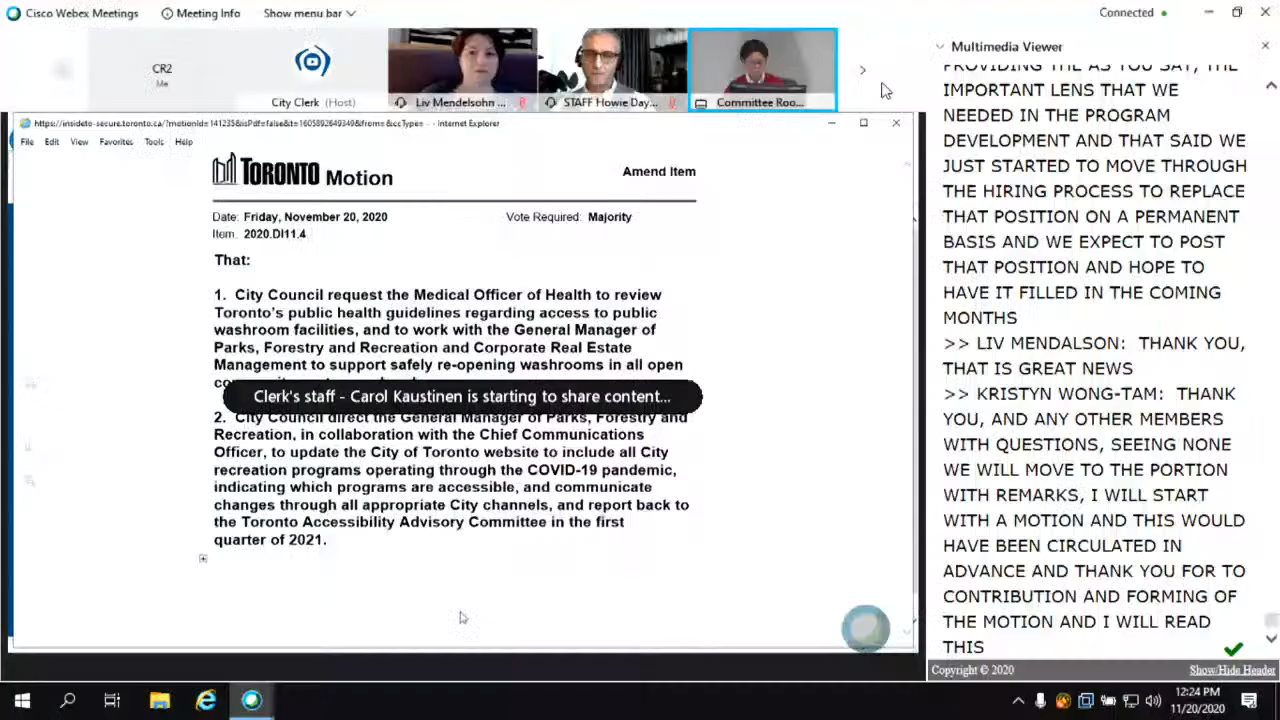 Cisco Webex Meetings
Meeting Info
Show menu bar
Connected
CR2
Me
City Clerk (Host)
Liv Mendelsohn ...
STAFF Howie Day...
Committee Roo...
https://insideto-secure.toronto.ca/?motionId=141235&isPdf=false&t=1605892649349&from=&ccType= - - Internet Explorer
File Edit View Favorites Tools Help
TORONTO Motion
Amend Item
Date: Friday, November 20, 2020
Vote Required: Majority
Item: 2020.DI11.4
That:
1. City Council request the Medical Officer of Health to review
Toronto's public health guidelines regarding access to public
washroom facilities, and to work with the General Manager of
Parks, Forestry and Recreation and Corporate Real Estate
Management to support safely re-opening washrooms in all open
Clerk's staff - Carol Kaustinen is starting to share content...
2. City Council direct the General Manager of Parks, Forestry and
Recreation, in collaboration with the Chief Communications
Officer, to update the City of Toronto website to include all City
recreation programs operating through the COVID-19 pandemic,
indicating which programs are accessible, and communicate
changes through all appropriate City channels, and report back to
the Toronto Accessibility Advisory Committee in the first
quarter of 2021.
Multimedia Viewer
PROVIDING THE AS YOU SAY, THE
IMPORTANT LENS THAT WE
NEEDED IN THE PROGRAM
DEVELOPMENT AND THAT SAID WE
JUST STARTED TO MOVE THROUGH
THE HIRING PROCESS TO REPLACE
THAT POSITION ON A PERMANENT
BASIS AND WE EXPECT TO POST
THAT POSITION AND HOPE TO
HAVE IT FILLED IN THE COMING
MONTHS
>> LIV MENDALSON: THANK YOU,
THAT IS GREAT NEWS
>> KRISTYN WONG-TAM: THANK
YOU, AND ANY OTHER MEMBERS
WITH QUESTIONS, SEEING NONE
WE WILL MOVE TO THE PORTION
WITH REMARKS, I WILL START
WITH A MOTION AND THIS WOULD
HAVE BEEN CIRCULATED IN
ADVANCE AND THANK YOU FOR TO
CONTRIBUTION AND FORMING OF
THE MOTION AND I WILL READ
THIS
Copyright © 2020
Show/Hide Header
12:24 PM
11/20/2020